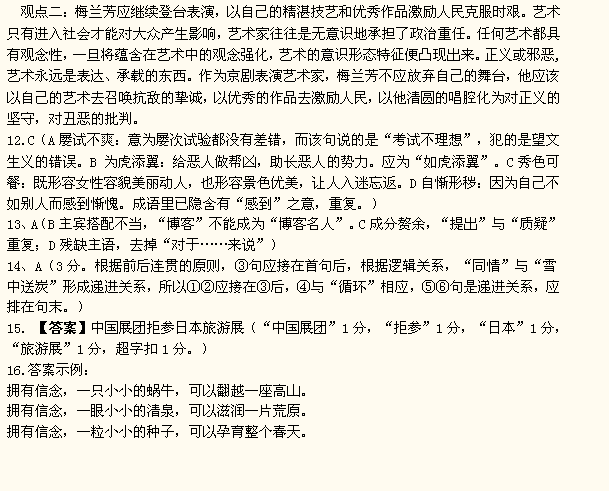 观点二：梅兰芳应继续登台表演，以自己的精湛技艺和优秀作品激励人民克服时艰。艺术
只有进入社会才能对大众产生影响，艺术家往往是无意识地承担了政治重任。任何艺术都具
有观念性，一旦将蕴含在艺术中的观念强化，艺术的意识形态特征便凸现出来。正义或邪恶，
艺术永远是表达、承载的东西。作为京剧表演艺术家，梅兰芳不应放弃自己的舞台，他应该
以自己的艺术去召唤抗敌的挚诚，以优秀的作品去激励人民，以他清圆的唱腔化为对正义的
坚守，对丑恶的批判。
12.C（A屡试不爽：意为屡次试验都没有差错，而该句说的是“考试不理想”，犯的是望文
生义的错误。B 为虎添翼：给恶人做帮凶，助长恶人的势力。应为“如虎添翼”。C秀色可
餐：既形容女性容貌美丽动人，也形容景色优美，让人入迷忘返。D自惭形秽：因为自己不
如别人而感到惭愧。成语里已隐含有“感到”之意，重复。）
13、A(B主宾搭配不当，“博客”不能成为“博客名人”。C成分赘余，“提出”与“质疑”
重复；D残缺主语，去掉“对于……来说”）
14、A（3分。根据前后连贯的原则，③句应接在首句后，根据逻辑关系，“同情”与“雪
中送炭”形成递进关系，所以①②应接在③后，④与“循环”相应，⑤⑥句是递进关系，应
排在句末。）
15. 【答案】中国展团拒参日本旅游展（“中国展团”1分，“拒参”1分，“日本”1分，
“旅游展”1分，超字扣1分。）
16.答案示例：
拥有信念，一只小小的蜗牛，可以翻越一座高山。
拥有信念，一眼小小的清泉，可以滋润一片荒原。
拥有信念，一粒小小的种子，可以孕育整个春天。